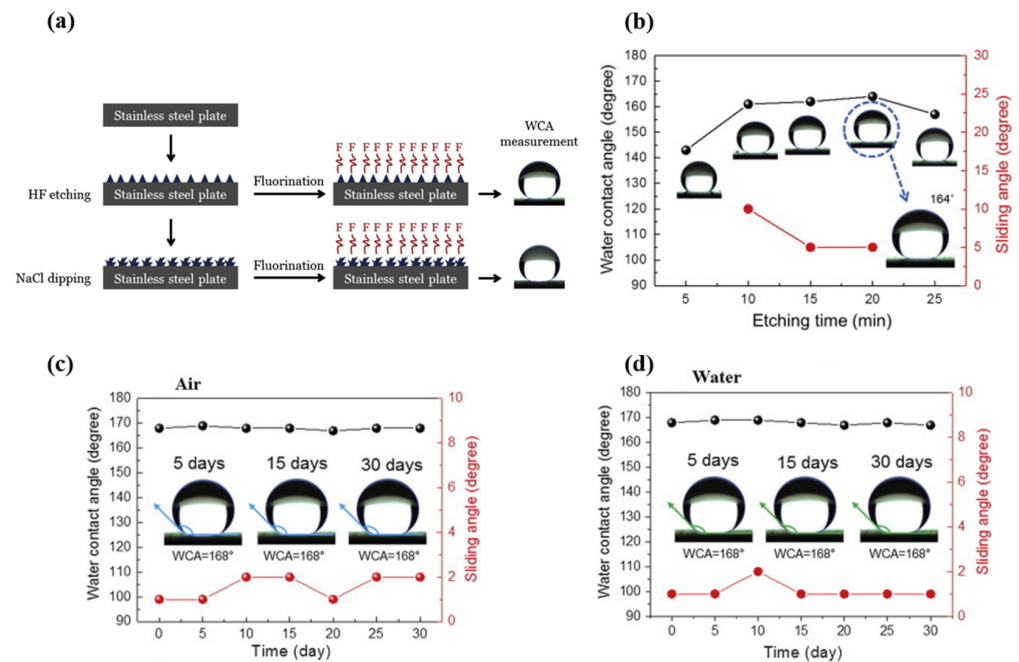 (a)
Stainless steel plate
HF etching
Stainless steel plate
Fluorination
F F F F F F F F F F
Stainless steel plate
WCA
measurement
NaCl dipping
Stainless steel plate
Fluorination
F F F F F F F F F F
Stainless steel plate
(b)
Water contact angle (degree)
180
170
160
150
140
130
120
110
100
90
5 10 15 20 25
Etching time (min)
30
25
20
15
10
5
0
Sliding angle (degree)
164°
(c)
Air
Water contact angle (degree)
180
170
160
150
140
130
120
110
100
90
5 days 15 days 30 days
WCA=168° WCA=168° WCA=168°
0 5 10 15 20 25 30
Time (day)
10
8
6
4
2
0
Sliding angle (degree)
(d)
Water
Water contact angle (degree)
180
170
160
150
140
130
120
110
100
90
5 days 15 days 30 days
WCA=168° WCA=168° WCA=168°
0 5 10 15 20 25 30
Time (day)
10
8
6
4
2
0
Sliding angle (degree)